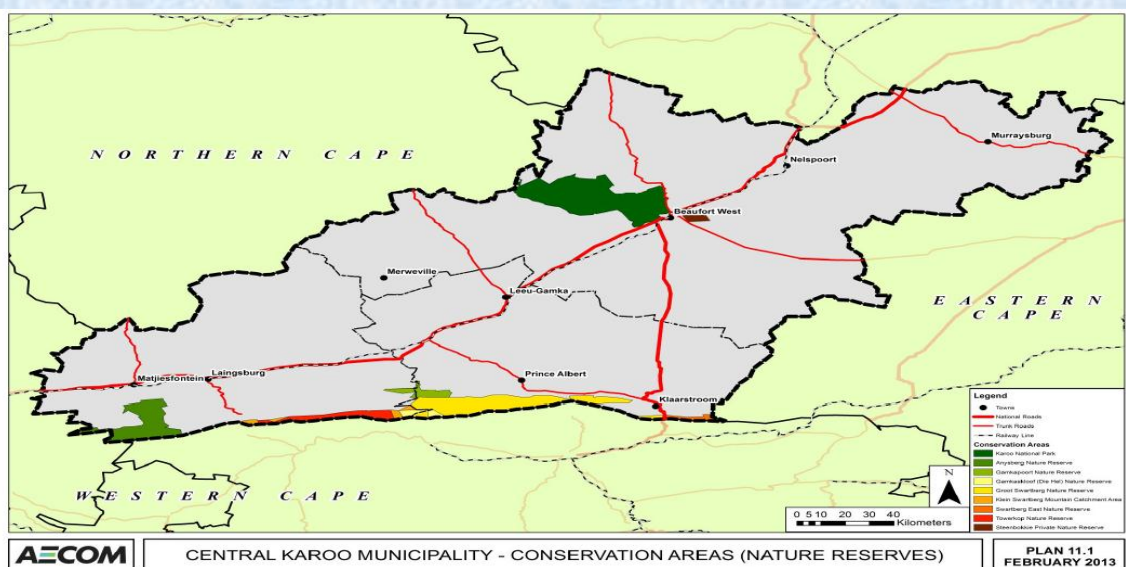 NORTHERN CAPE
Murraysburg
Nelspoort
Beaufort West
Merweville
Leeu-Gamka
EASTERN
CAPE
Matjiesfontein
Laingsburg
Prince Albert
Klaarstroom
WESTERN CAPE
Legend
Towns
National Roads
Trunk Roads
Railway Line
Conservation Areas
Karoo National Park
Anysberg Nature Reserve
Gamkapoort Nature Reserve
Gamkaskloof (Die Hel) Nature Reserve
Groot Swartberg Nature Reserve
Klein Swartberg Mountain Catchment Area
Swartberg East Nature Reserve
Towerkop Nature Reserve
Steenbokkie Private Nature Reserve
N
0 5 10 20 30 40
Kilometers
AECOM
CENTRAL KAROO MUNICIPALITY - CONSERVATION AREAS (NATURE RESERVES)
PLAN 11.1
FEBRUARY 2013